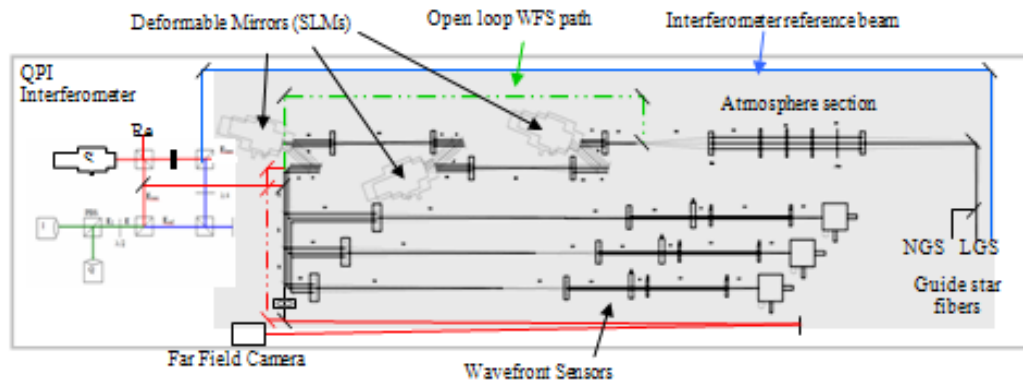 Deformable Mirrors (SLMs)
Open loop WFS path
Interferometer reference beam
QPI
Interferometer
Atmosphere section
NGS LGS
Guide star
fibers
Far Field Camera
Wavefront Sensors